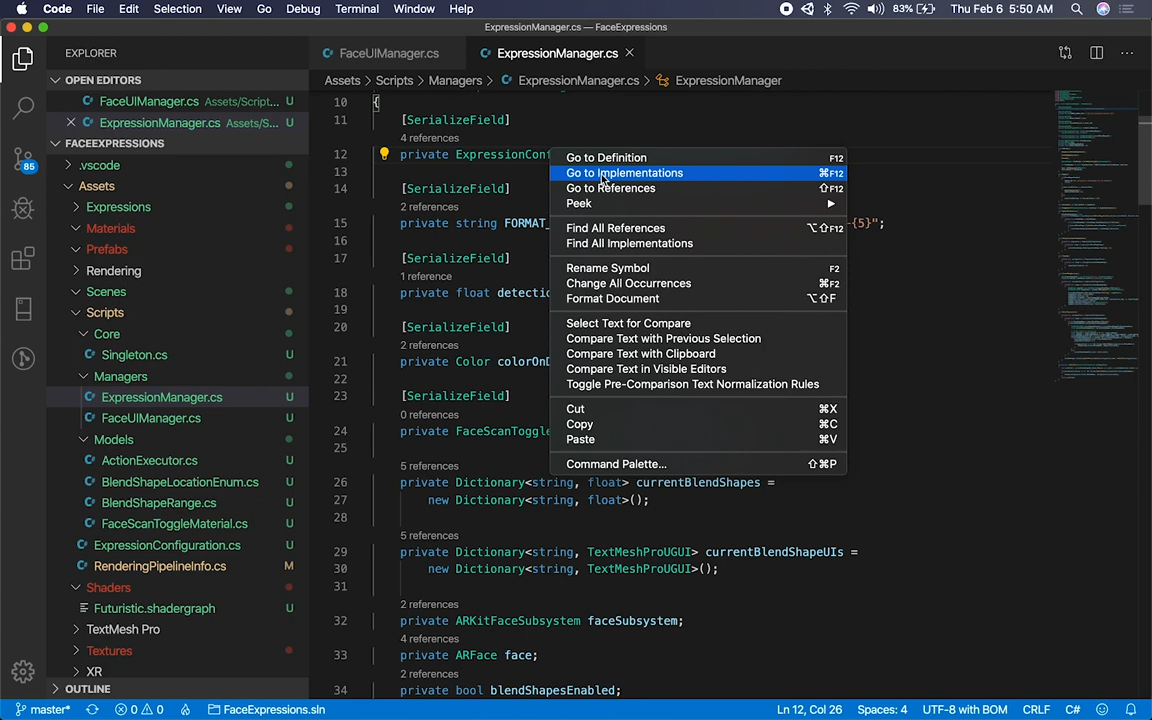 Code File Edit Selection View Go Debug Terminal Window Help 83% Thu Feb 6 5:50 AM
ExpressionManager.cs — FaceExpressions
EXPLORER
OPEN EDITORS
FaceUIManager.cs Assets/Script... U
ExpressionManager.cs Assets/S... U
FACEEXPRESSIONS
.vscode
Assets
Expressions
Materials
Prefabs
Rendering
Scenes
Scripts
Core
Singleton.cs U
Managers
ExpressionManager.cs U
FaceUIManager.cs U
Models
ActionExecutor.cs U
BlendShapeLocationEnum.cs U
BlendShapeRange.cs U
FaceScanToggleMaterial.cs U
ExpressionConfiguration.cs U
RenderingPipelineInfo.cs M
Shaders
Futuristic.shadergraph U
TextMesh Pro
Textures
XR
OUTLINE
85
FaceUIManager.cs ExpressionManager.cs
Assets > Scripts > Managers > ExpressionManager.cs > ExpressionManager
10 {
11 [SerializeField]
4 references
12 private ExpressionConf
13
14 [SerializeField]
2 references
15 private string FORMAT_ -{5}";
16
17 [SerializeField]
1 reference
18 private float detectio
19
20 [SerializeField]
2 references
21 private Color colorOnD
22
23 [SerializeField]
0 references
24 private FaceScanToggle
25
5 references
26 private Dictionary<string, float> currentBlendShapes =
27 new Dictionary<string, float>();
28
5 references
29 private Dictionary<string, TextMeshProUGUI> currentBlendShapeUIs =
30 new Dictionary<string, TextMeshProUGUI>();
31
2 references
32 private ARKitFaceSubsystem faceSubsystem;
4 references
33 private ARFace face;
2 references
34 private bool blendShapesEnabled;
Go to Definition F12
Go to Implementations ⌘F12
Go to References ⇧F12
Peek
Find All References ⌥⇧F12
Find All Implementations
Rename Symbol F2
Change All Occurrences ⌘F2
Format Document ⌥⇧F
Select Text for Compare
Compare Text with Previous Selection
Compare Text with Clipboard
Compare Text in Visible Editors
Toggle Pre-Comparison Text Normalization Rules
Cut ⌘X
Copy ⌘C
Paste ⌘V
Command Palette... ⇧⌘P
master* 0 0 FaceExpressions.sln Ln 12, Col 26 Spaces: 4 UTF-8 with BOM CRLF C#